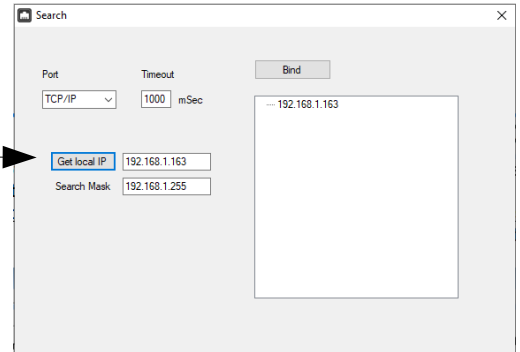 Search
Port
Timeout
Bind
TCP/IP
1000 mSec
192.168.1.163
Get local IP 192.168.1.163
Search Mask 192.168.1.255